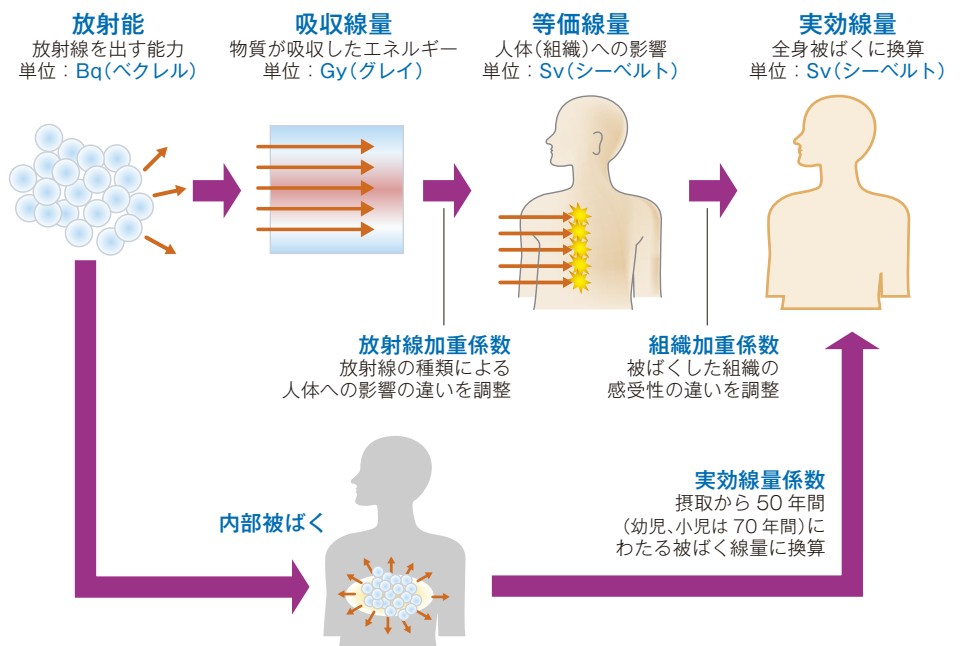 放射能
放射線を出す能力
単位：Bq（ベクレル）
吸収線量
物質が吸収したエネルギー
単位：Gy（グレイ）
等価線量
人体（組織）への影響
単位：Sv（シーベルト）
実効線量
全身被ばくに換算
単位：Sv（シーベルト）
放射線加重係数
放射線の種類による
人体への影響の違いを調整
組織加重係数
被ばくした組織の
感受性の違いを調整
内部被ばく
実効線量係数
摂取から 50 年間
（幼児、小児は 70 年間）に
わたる被ばく線量に換算